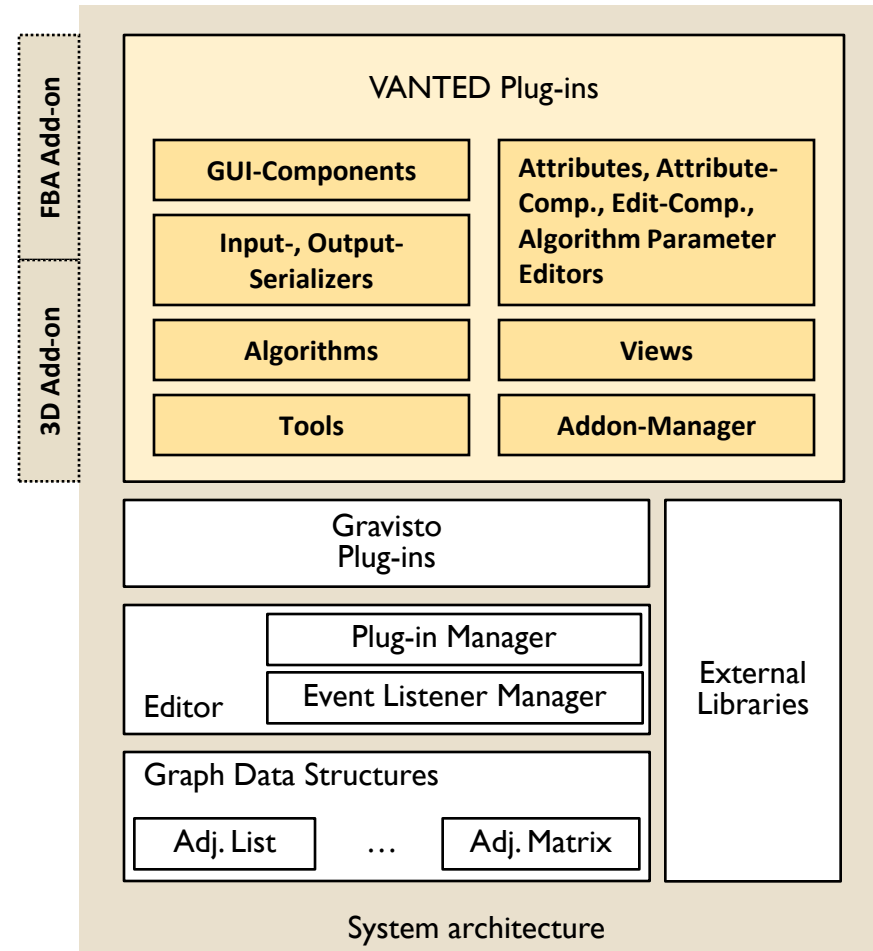 FBA Add-on
3D Add-on
VANTED Plug-ins
GUI-Components
Input-, Output-
Serializers
Algorithms
Tools
Attributes, Attribute-
Comp., Edit-Comp.,
Algorithm Parameter
Editors
Views
Addon-Manager
Gravisto
Plug-ins
Plug-in Manager
Event Listener Manager
Editor
Graph Data Structures
Adj. List
…
Adj. Matrix
External
Libraries
System architecture